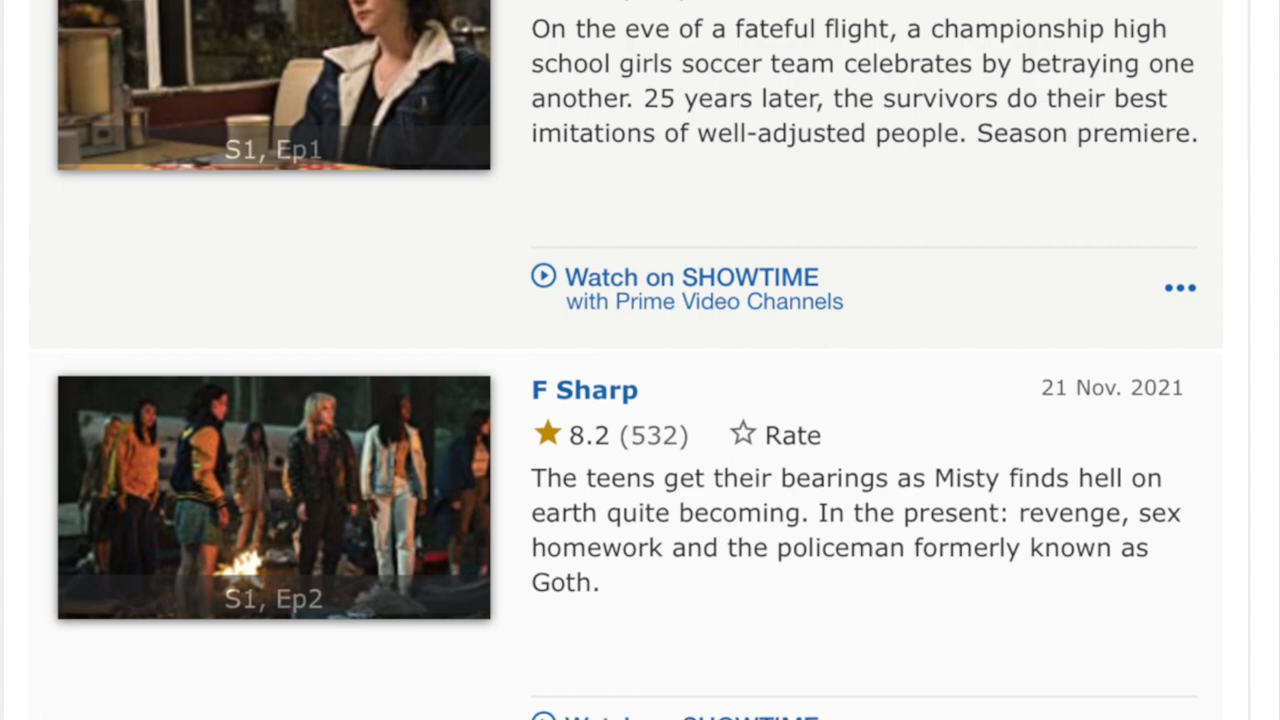 On the eve of a fateful flight, a championship high
school girls soccer team celebrates by betraying one
another. 25 years later, the survivors do their best
imitations of well-adjusted people. Season premiere.
S1, Ep1
Watch on SHOWTIME
with Prime Video Channels
F Sharp
21 Nov. 2021
8.2 (532)
Rate
The teens get their bearings as Misty finds hell on
earth quite becoming. In the present: revenge, sex
homework and the policeman formerly known as
Goth.
S1, Ep2